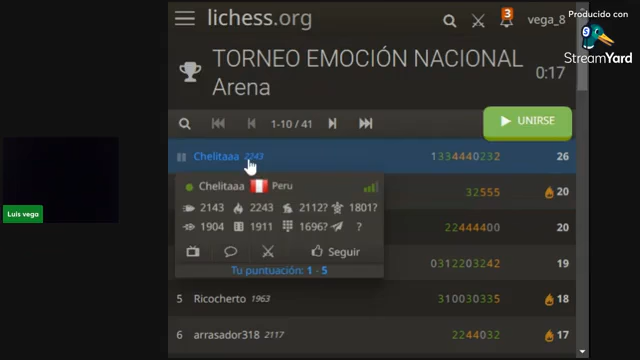 Producido con
StreamYard
lichess.org
3
vega_8
TORNEO EMOCIÓN NACIONAL
Arena
0:17
1-10 / 41
UNIRSE
Chelitaaa 2243 1334440232 26
Chelitaaa Peru
2143 2243 2112? 1801?
1904 1911 1696? ?
Seguir
Tu puntuación: 1 - 5
32555 20
22444400 20
0312203242 19
5 Ricocherto 1963 310030335 18
6 arrasador318 2117 2244032 17
Luis vega